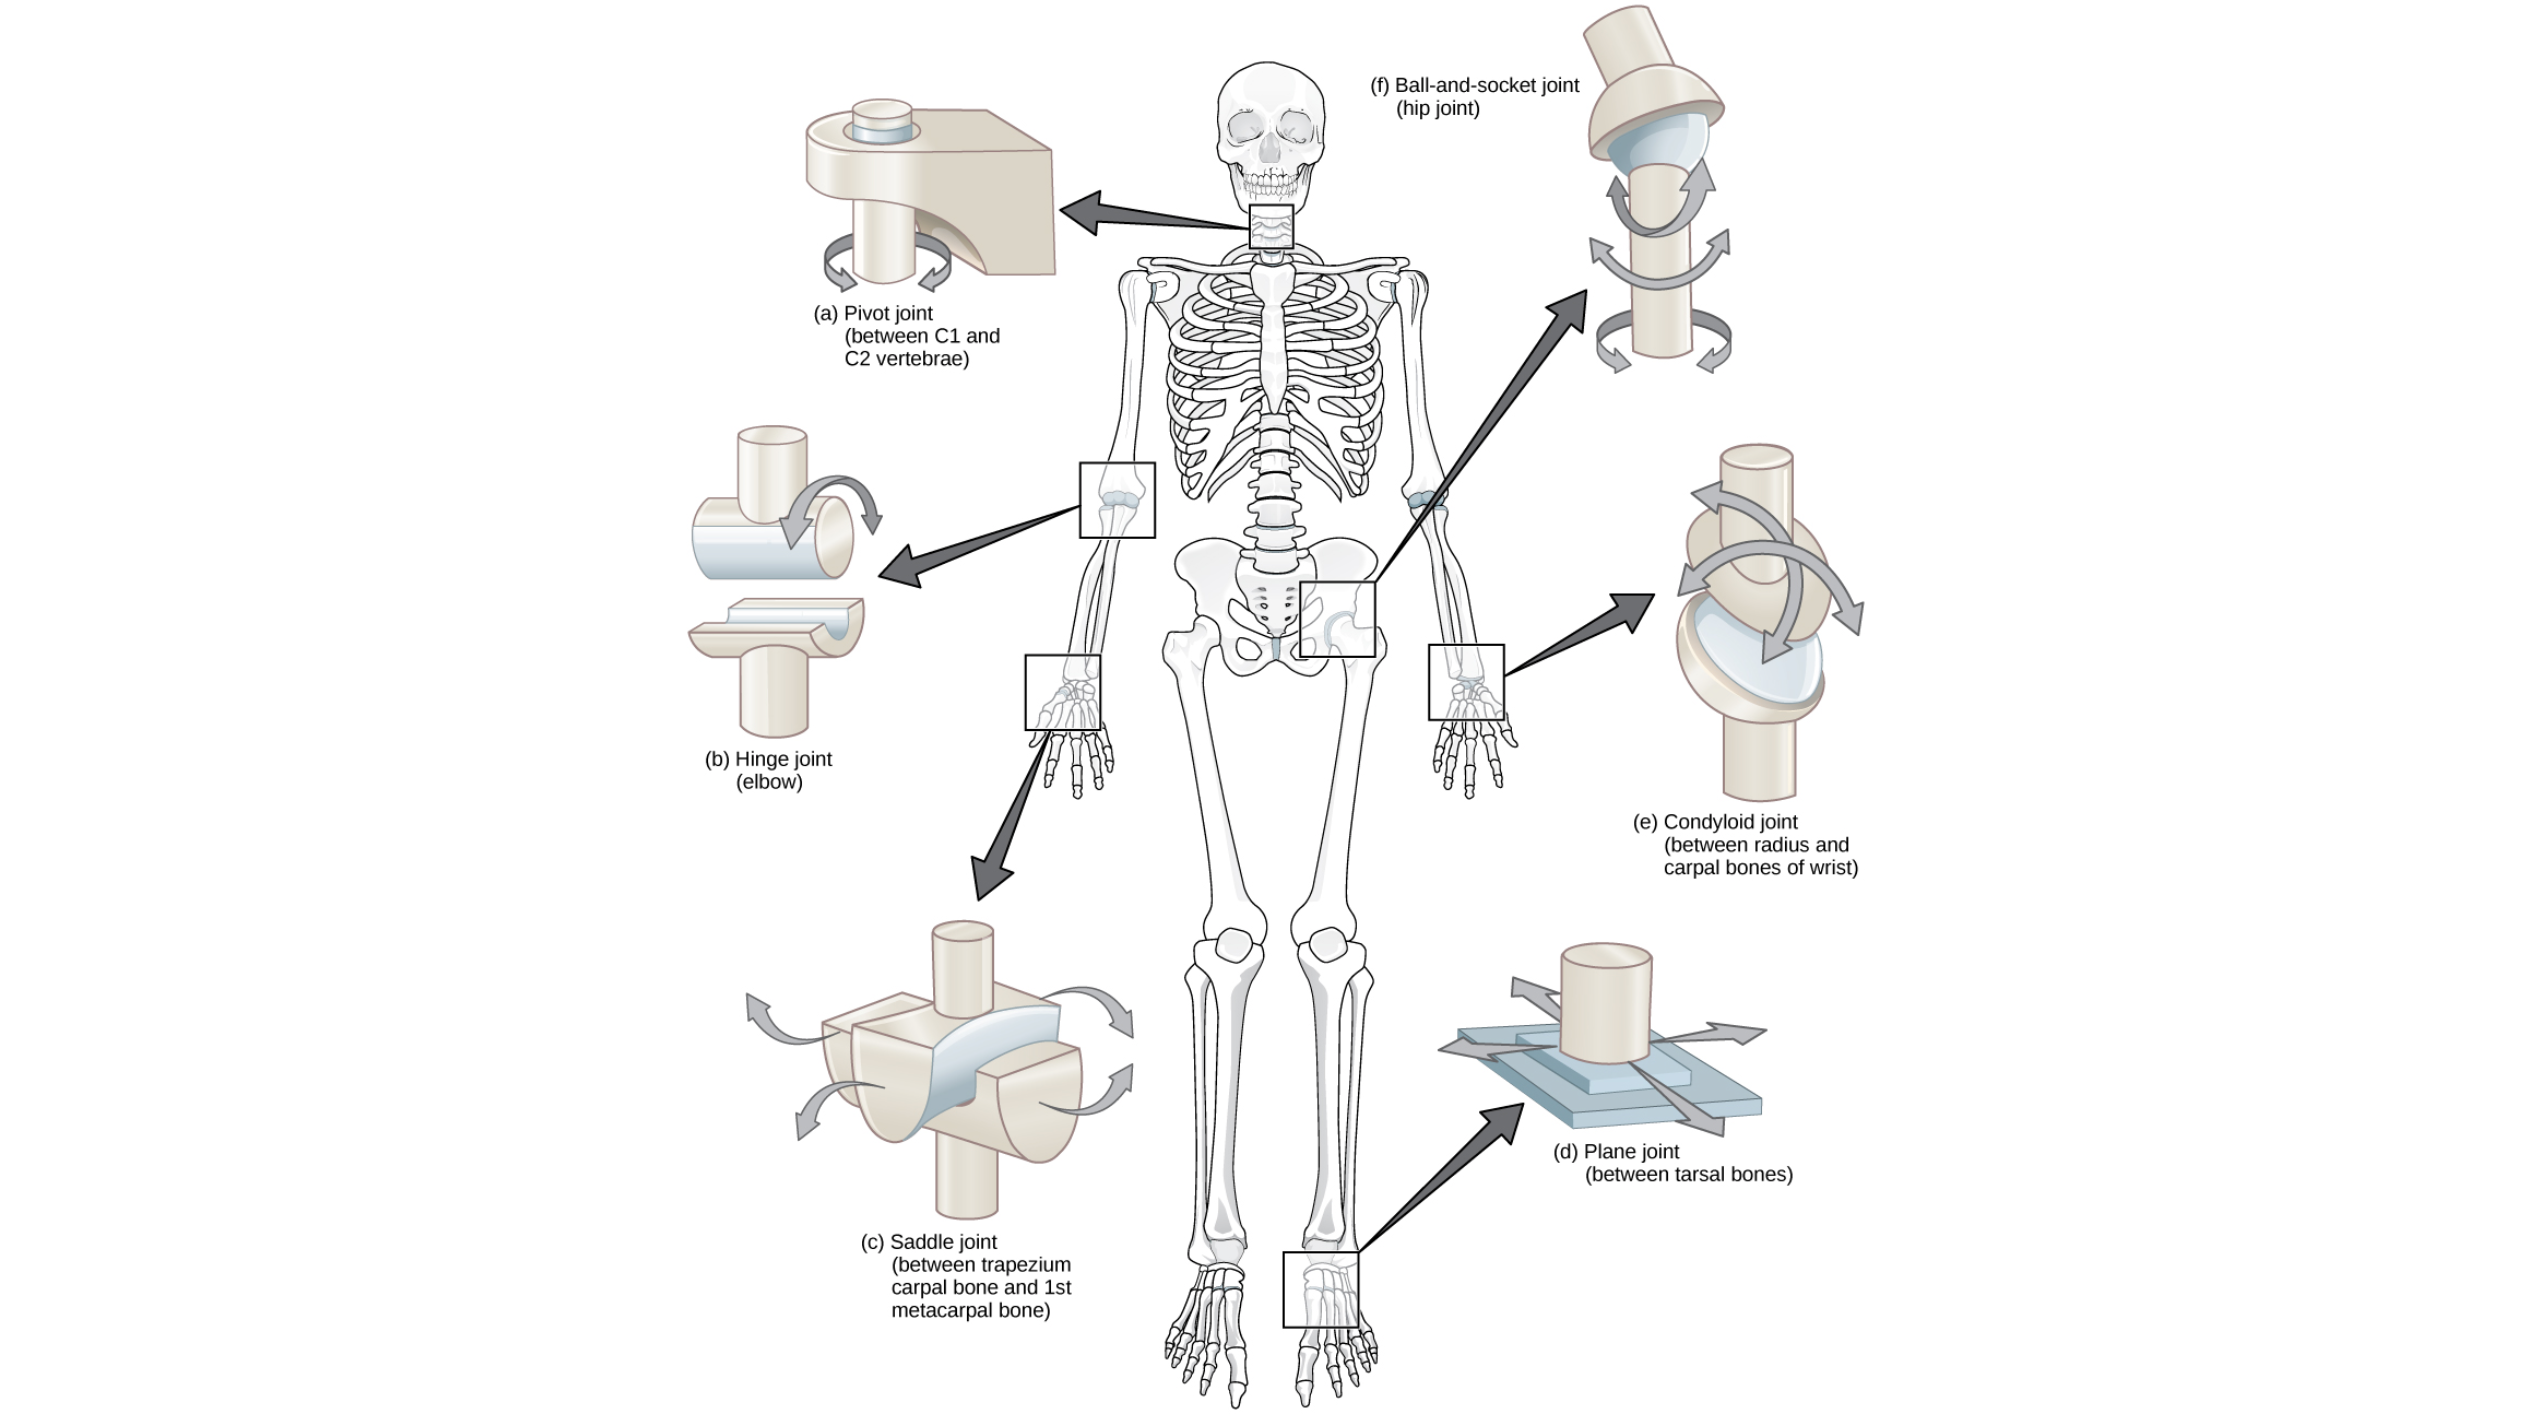 (a) Pivot joint
(between C1 and
C2 vertebrae)
(b) Hinge joint
(elbow)
(c) Saddle joint
(between trapezium
carpal bone and 1st
metacarpal bone)
(d) Plane joint
(between tarsal bones)
(e) Condyloid joint
(between radius and
carpal bones of wrist)
(f) Ball-and-socket joint
(hip joint)